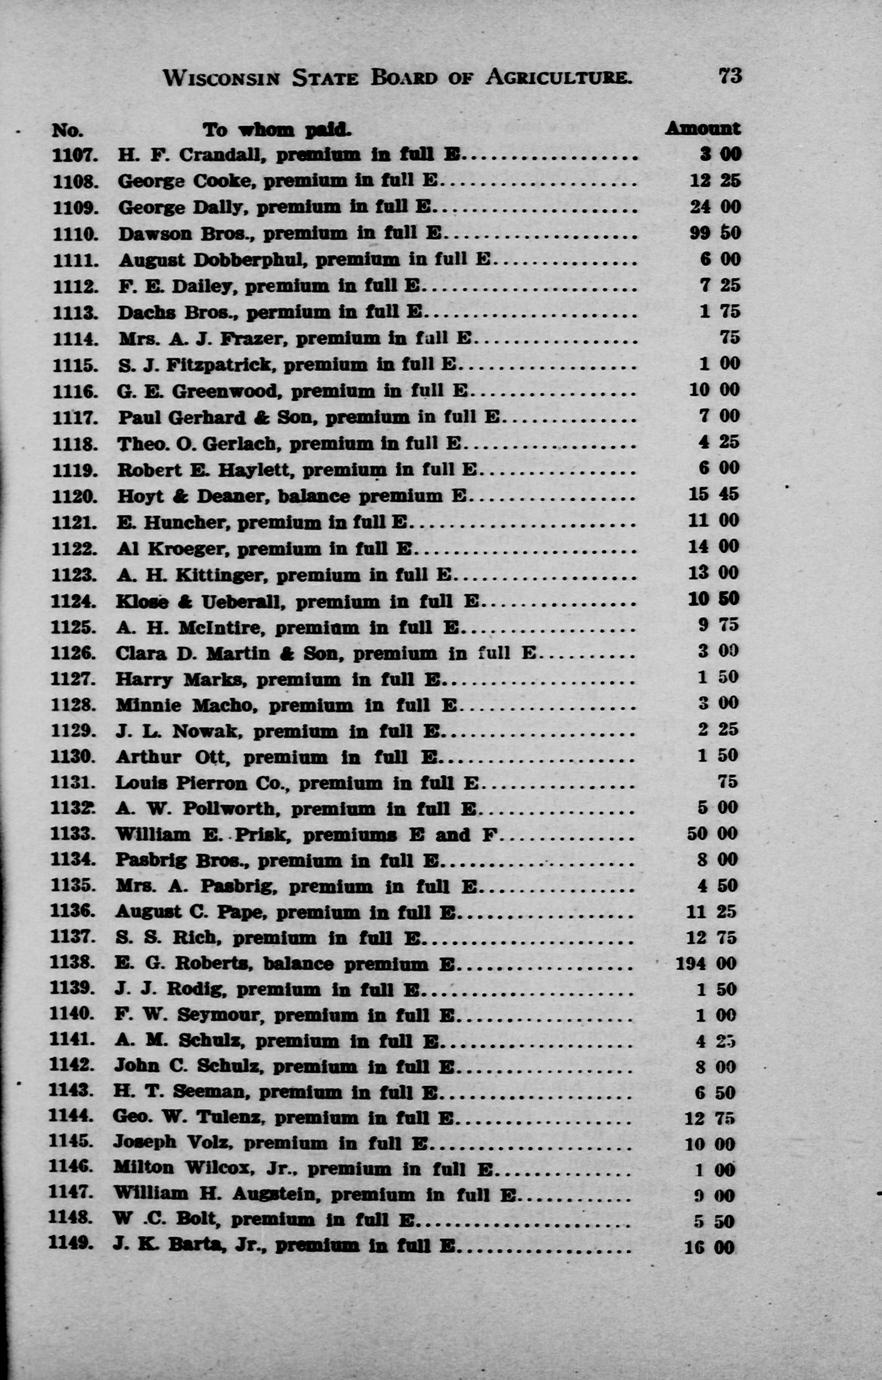 WISCONSIN STATE BOARD OF AGRICULTURE. 73
No. To whom paid. Amount
1107. H. F. Crandall, premium in full E................... 3 00
1108. George Cooke, premium in full E..................... 12 25
1109. George Dally, premium in full E...................... 24 00
1110. Dawson Bros., premium in full E..................... 99 50
1111. August Dobberphul, premium in full E................ 6 00
1112. F. E. Dailey, premium in full E....................... 7 25
1113. Dachs Bros., permium in full E....................... 1 75
1114. Mrs. A. J. Frazer, premium in full E.................. 75
1115. S. J. Fitzpatrick, premium in full E................... 1 00
1116. G. E. Greenwood, premium in full E.................. 10 00
1117. Paul Gerhard & Son, premium in full E.............. 7 00
1118. Theo. O. Gerlach, premium in full E.................. 4 25
1119. Robert E. Haylett, premium in full E................. 6 00
1120. Hoyt & Deaner, balance premium E.................. 15 45
1121. E. Huncher, premium in full E........................ 11 00
1122. Al Kroeger, premium in full E........................ 14 00
1123. A. H. Kittinger, premium in full E.................... 13 00
1124. Klose & Ueberall, premium in full E................. 10 50
1125. A. H. McIntire, premium in full E................... 9 75
1126. Clara D. Martin & Son, premium in full E.......... 3 00
1127. Harry Marks, premium in full E..................... 1 50
1128. Minnie Macho, premium in full E................... 3 00
1129. J. L. Nowak, premium in full E..................... 2 25
1130. Arthur Ott, premium in full E..................... 1 50
1131. Louis Pierron Co., premium in full E................ 75
1132. A. W. Pollworth, premium in full E................. 5 00
1133. William E. Prisk, premiums E and F.............. 50 00
1134. Pasbrig Bros., premium in full E..................... 8 00
1135. Mrs. A. Pasbrig, premium in full E................. 4 50
1136. August C. Pape, premium in full E................... 11 25
1137. S. S. Rich, premium in full E....................... 12 75
1138. E. G. Roberts, balance premium E................... 194 00
1139. J. J. Rodig, premium in full E....................... 1 50
1140. F. W. Seymour, premium in full E................... 1 00
1141. A. M. Schulz, premium in full E..................... 4 25
1142. John C. Schulz, premium in full E................... 8 00
1143. H. T. Seeman, premium in full E..................... 6 50
1144. Geo. W. Tulenz, premium in full E................... 12 75
1145. Joseph Volz, premium in full E...................... 10 00
1146. Milton Wilcox, Jr., premium in full E............... 1 00
1147. William H. Augstein, premium in full E............ 9 00
1148. W .C. Bolt, premium in full E....................... 5 50
1149. J. K. Barta, Jr., premium in full E................... 16 00